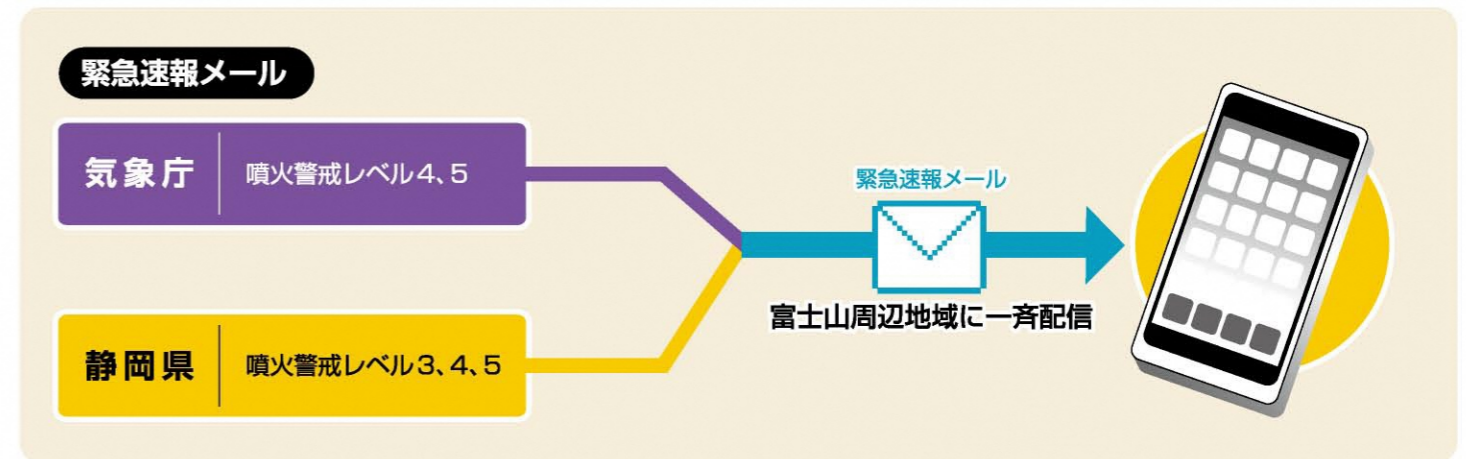 緊急速報メール
気象庁 噴火警戒レベル4、5
緊急速報メール
富士山周辺地域に一斉配信
静岡県 噴火警戒レベル3、4、5